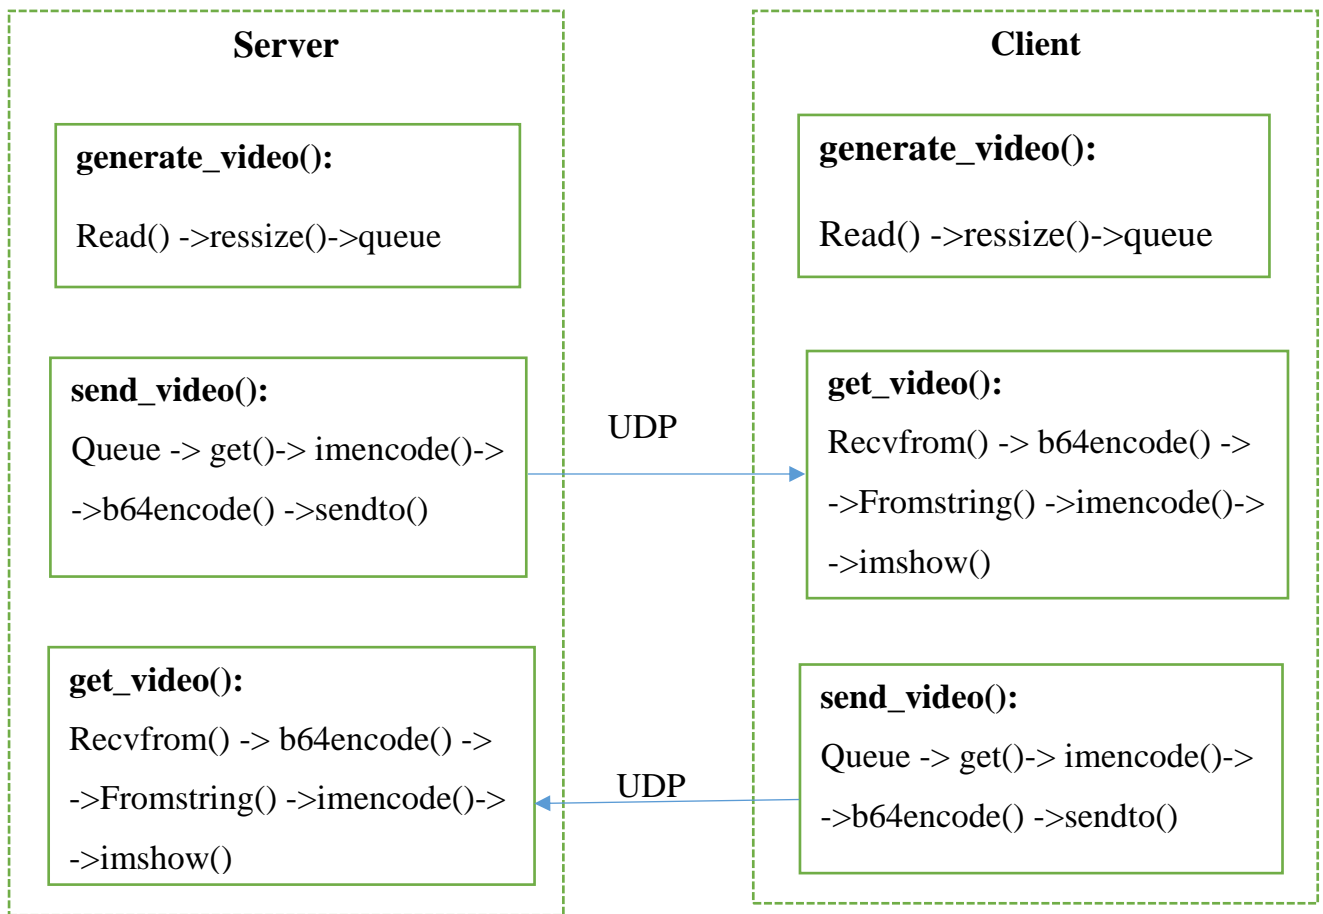 Server
generate_video():
Read() ->ressize()->queue
send_video():
Queue -> get()-> imencode()->
->b64encode() ->sendto()
get_video():
Recvfrom() -> b64encode() ->
->Fromstring() ->imencode()->
->imshow()
UDP
UDP
Client
generate_video():
Read() ->ressize()->queue
get_video():
Recvfrom() -> b64encode() ->
->Fromstring() ->imencode()->
->imshow()
send_video():
Queue -> get()-> imencode()->
->b64encode() ->sendto()